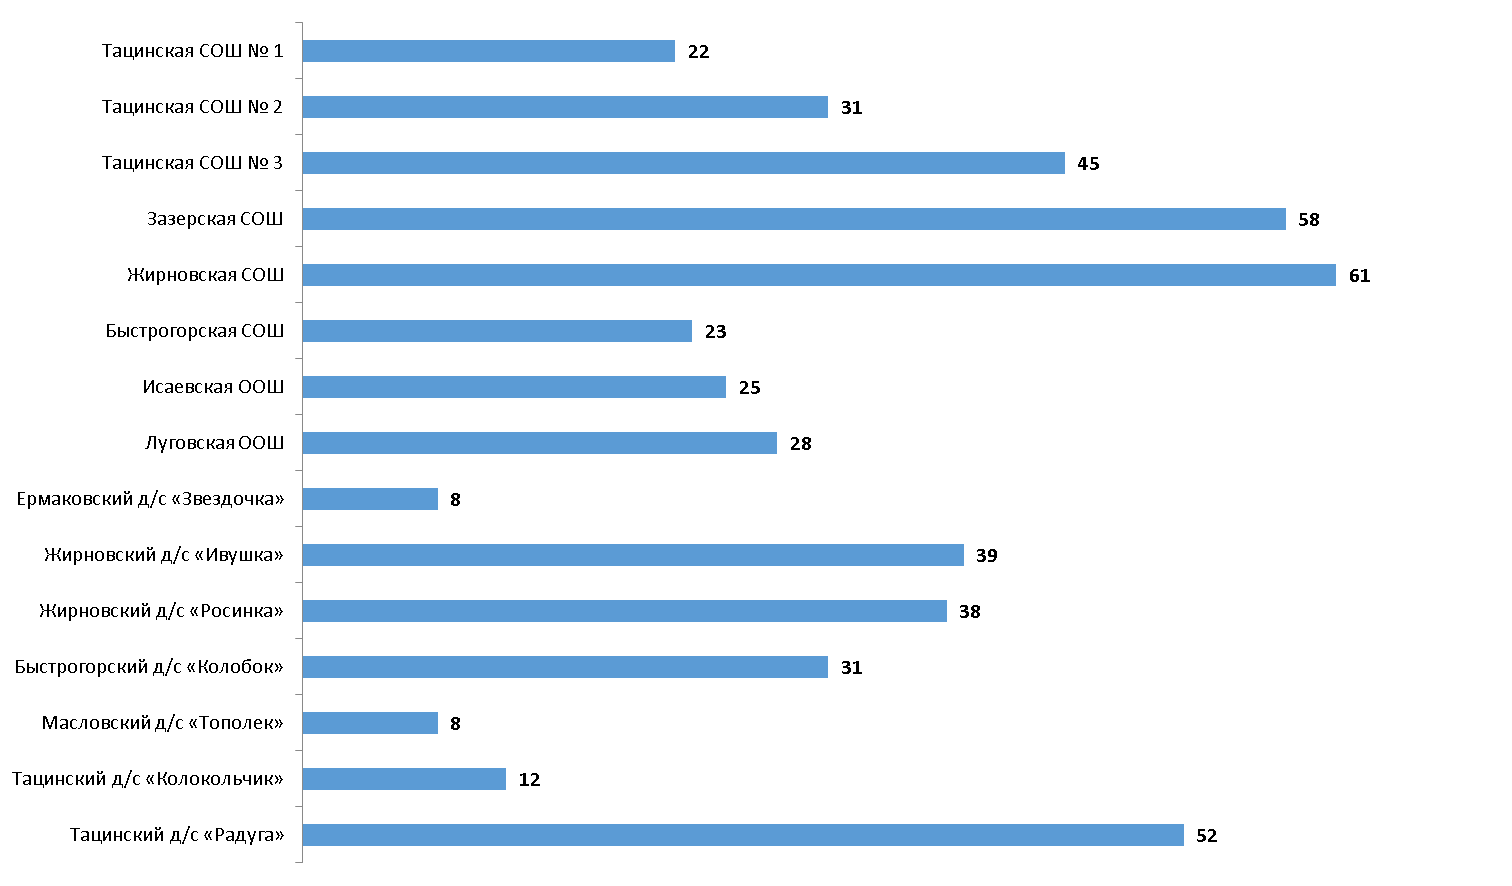 Тацинская СОШ № 1 22
Тацинская СОШ № 2 31
Тацинская СОШ № 3 45
Зазерская СОШ 58
Жирновская СОШ 61
Быстрогорская СОШ 23
Исаевская ООШ 25
Луговская ООШ 28
Ермаковский д/с «Звездочка» 8
Жирновский д/с «Ивушка» 39
Жирновский д/с «Росинка» 38
Быстрогорский д/с «Колобок» 31
Масловский д/с «Тополек» 8
Тацинский д/с «Колокольчик» 12
Тацинский д/с «Радуга» 52